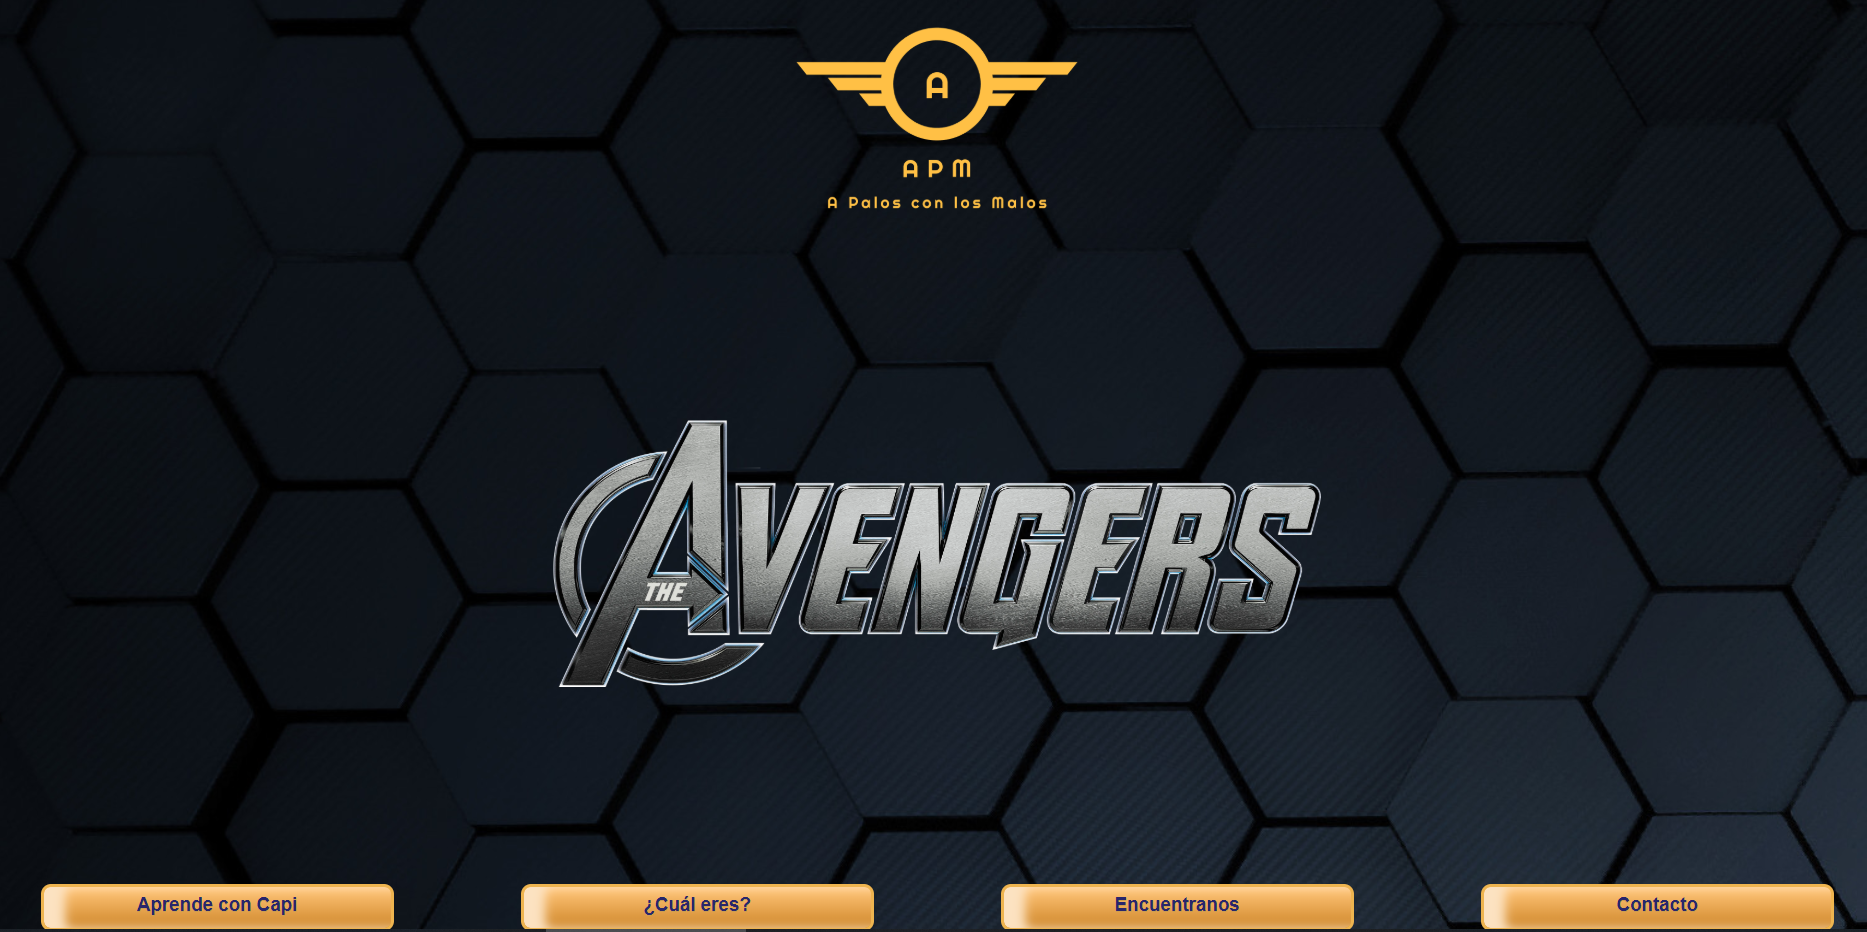 A
APM
A Palos con los Malos
THE
AVENGERS
Aprende con Capi
¿Cuál eres?
Encuentranos
Contacto